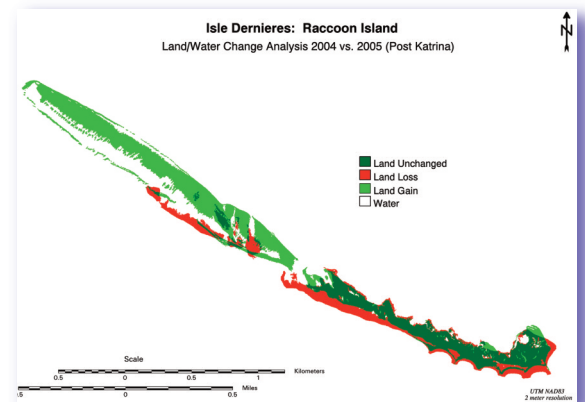 Isle Dernieres: Raccoon Island
Land/Water Change Analysis 2004 vs. 2005 (Post Katrina)
N
Land Unchanged
Land Loss
Land Gain
Water
Scale
0.5 0 0.5 1 Kilometers
.5 0 0.5 Miles
UTM NAD83
2 meter resolution